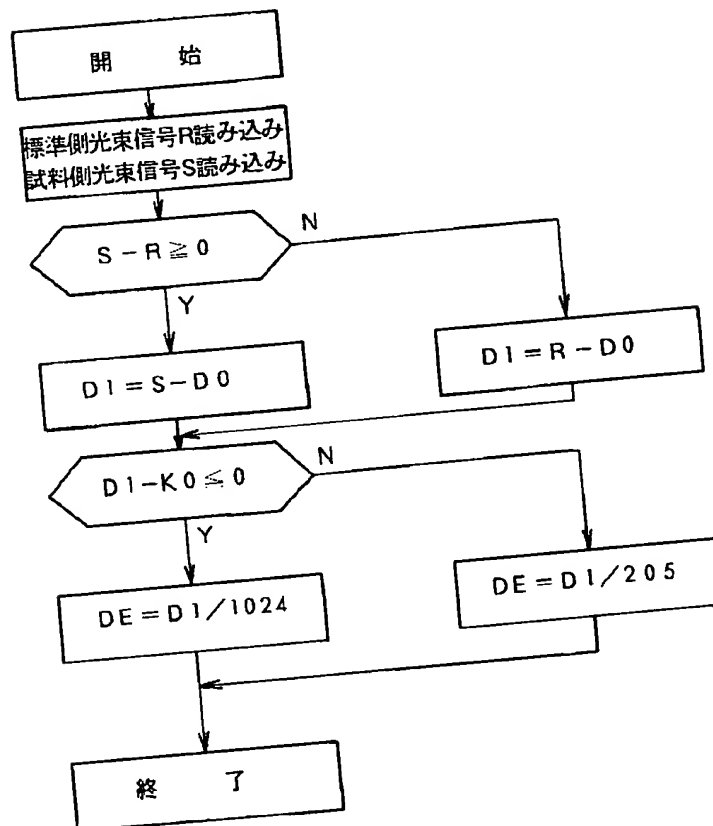 開 始
標準側光束信号R読み込み
試料側光束信号S読み込み
S-R≧0
N
Y
D1=S-D0
D1=R-D0
D1-K0≦0
N
Y
DE=D1/1024
DE=D1/205
終 了